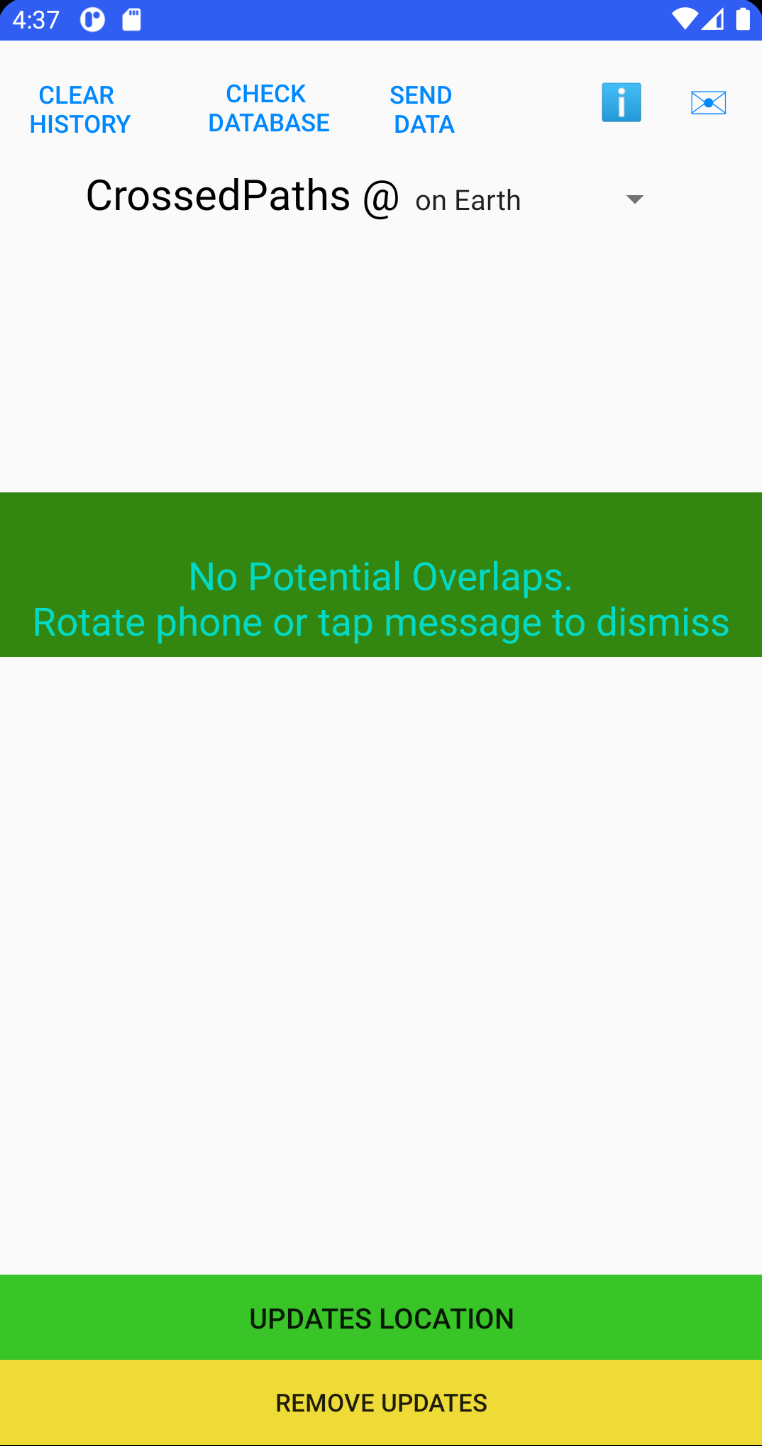 4:37
CLEAR
HISTORY
CHECK
DATABASE
SEND
DATA
CrossedPaths @ on Earth
No Potential Overlaps.
Rotate phone or tap message to dismiss
UPDATES LOCATION
REMOVE UPDATES